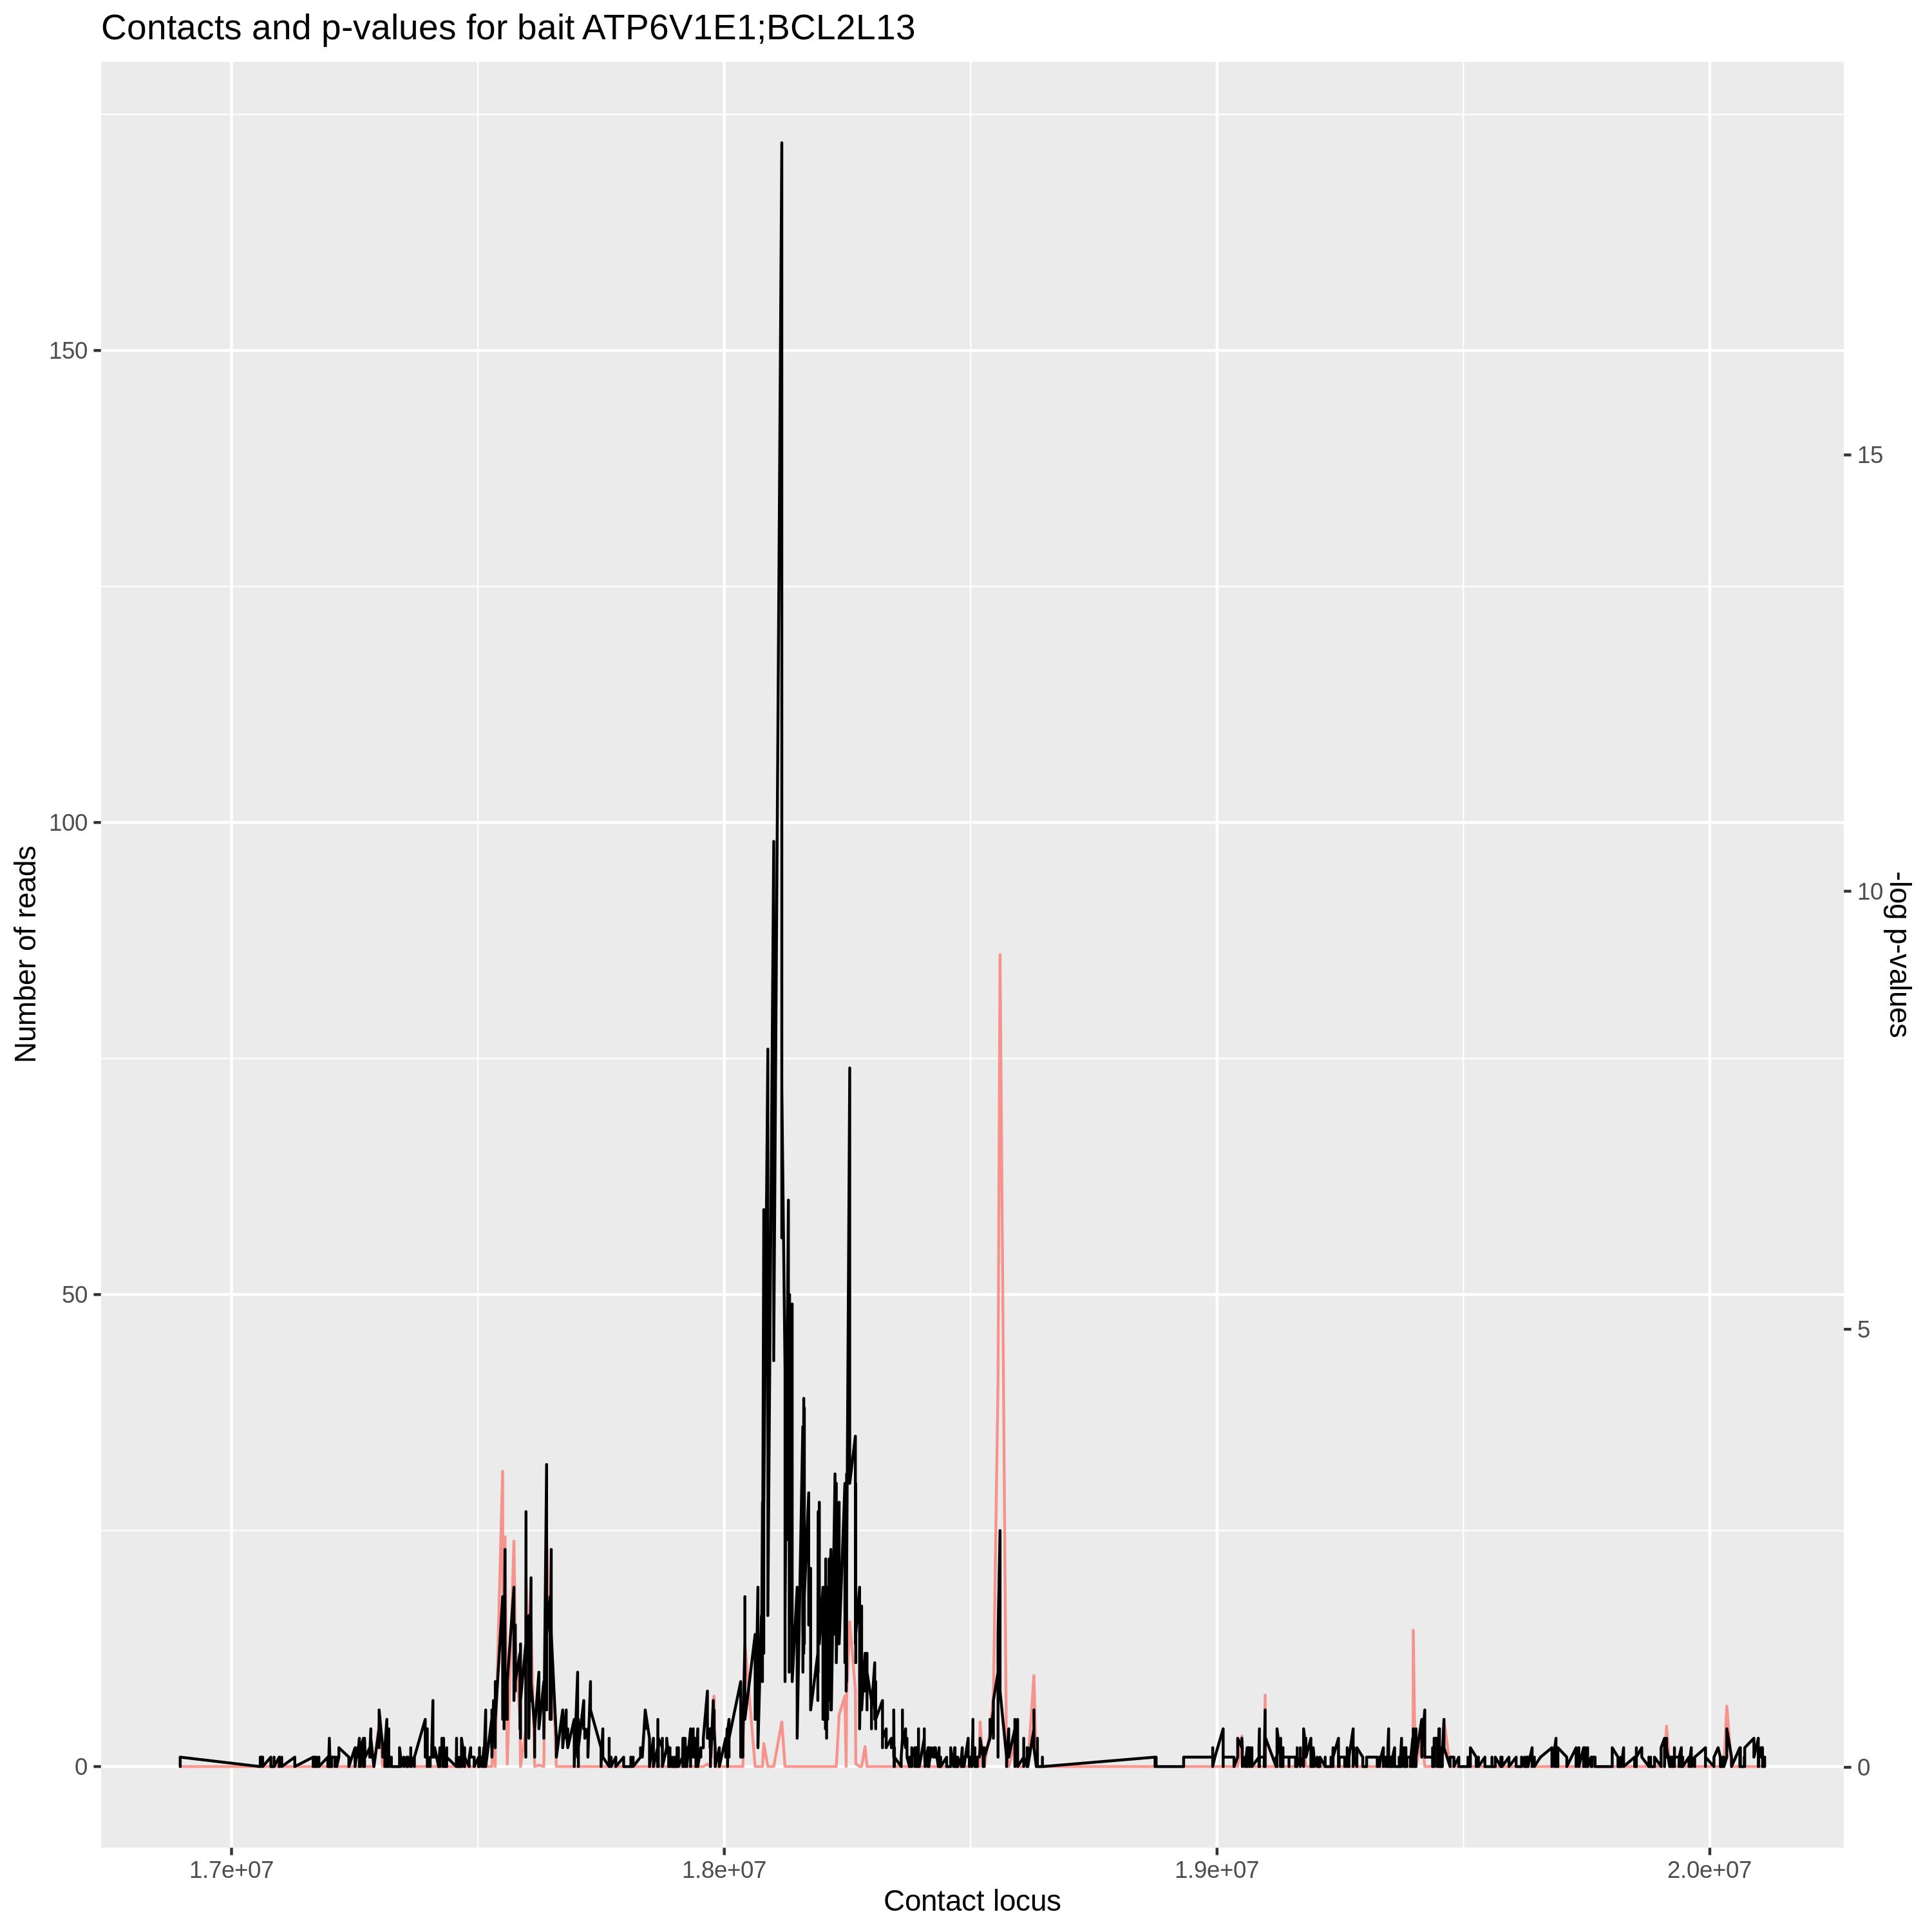 Contacts and p-values for bait ATP6V1E1;BCL2L13
150
100
50
0
Number of reads
15
10
5
0
-log p-values
1.7e+07
1.8e+07
1.9e+07
2.0e+07
Contact locus